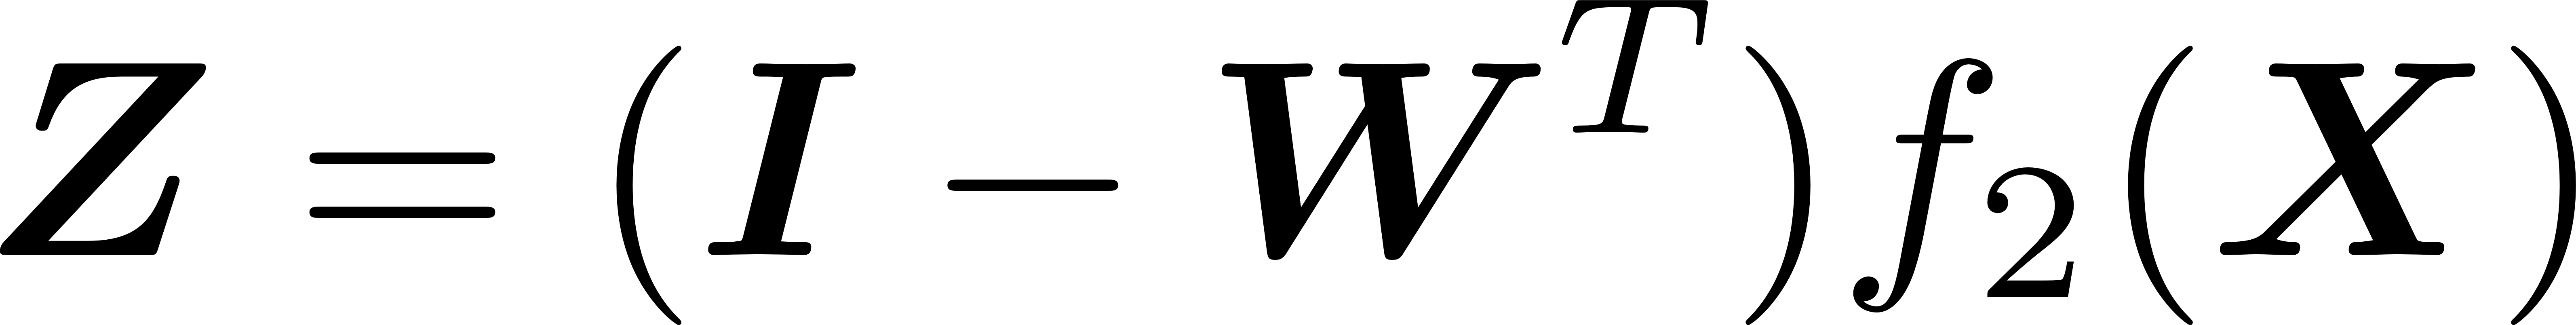 Z = (I − W^T) f_2(X)